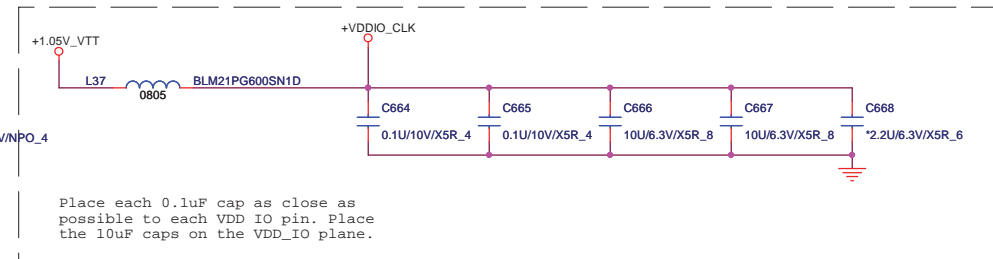 +VDDIO_CLK
+1.05V_VTT
L37 BLM21PG600SN1D
0805
C664 C665 C666 C667 C668
0.1U/10V/X5R_4 0.1U/10V/X5R_4 10U/6.3V/X5R_8 10U/6.3V/X5R_8 *2.2U/6.3V/X5R_6
V/NPO_4
Place each 0.1uF cap as close as
possible to each VDD IO pin. Place
the 10uF caps on the VDD_IO plane.